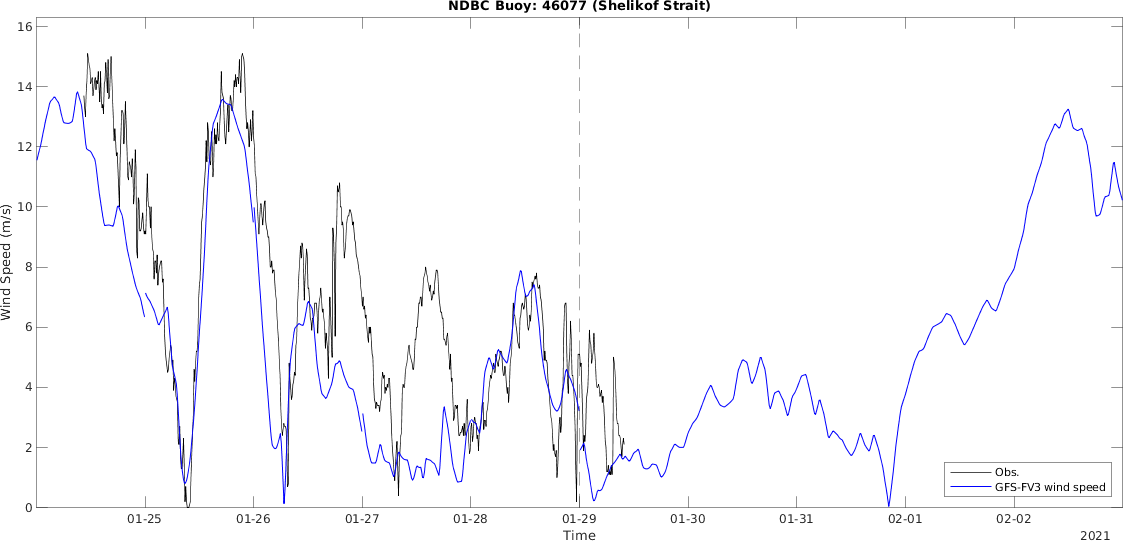 NDBC Buoy: 46077 (Shelikof Strait)
16
14
12
10
8
6
4
2
0
Wind Speed (m/s)
Obs.
GFS-FV3 wind speed
01-25 01-26 01-27 01-28 01-29 01-30 01-31 02-01 02-02
Time
2021